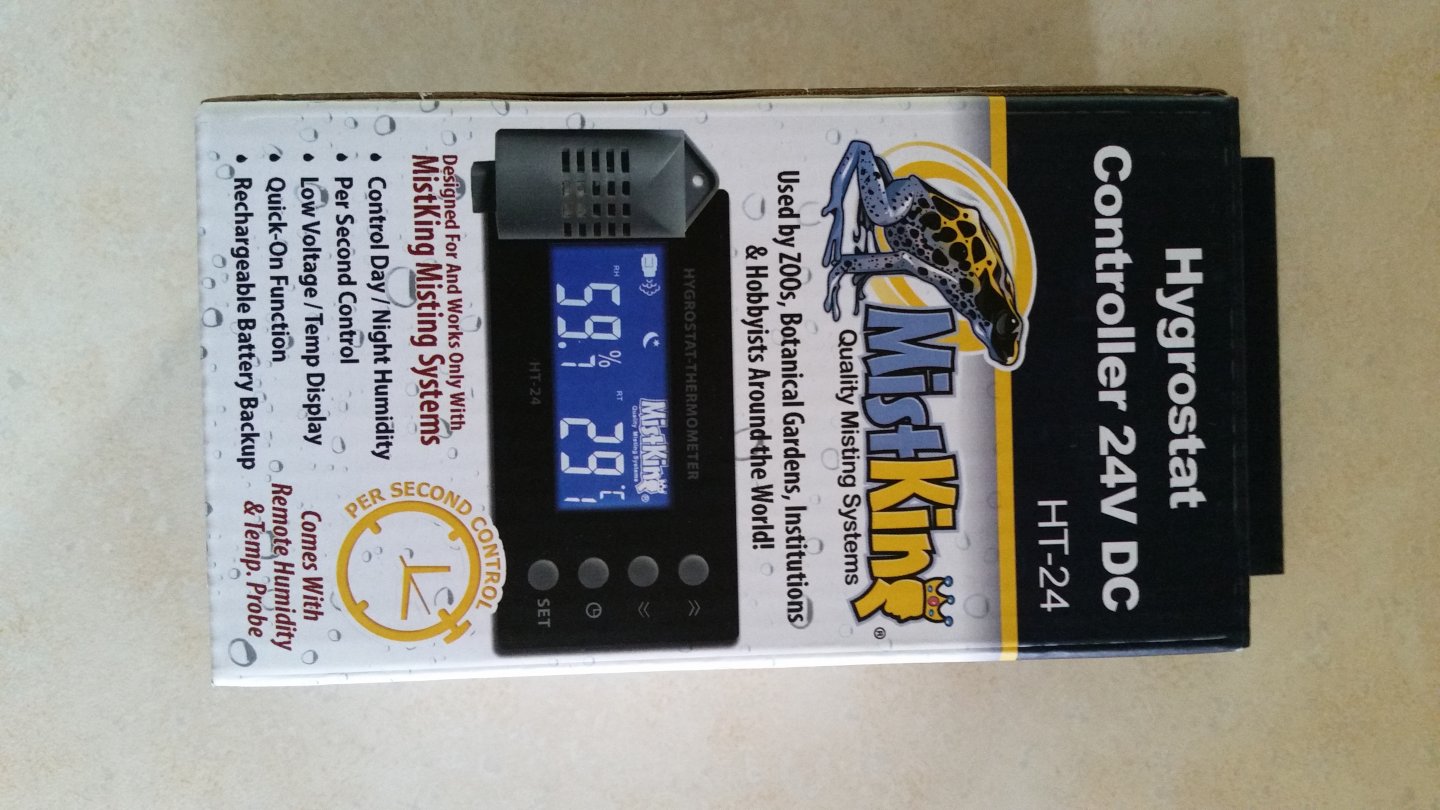 Hygrostat
Controller 24V DC
HT-24
MistKing®
Quality Misting Systems
Used by ZOOs, Botanical Gardens, Institutions
& Hobbyists Around the World!
HYGROSTAT-THERMOMETER
MistKing®
Quality Misting Systems
RH
59.1%
RT
29.1°C
HT-24
SET
Designed For And Works Only With
MistKing Misting Systems
• Control Day / Night Humidity
• Per Second Control
• Low Voltage / Temp Display
• Quick-On Function
• Rechargeable Battery Backup
PER SECOND CONTROL
Comes With
Remote Humidity
& Temp. Probe